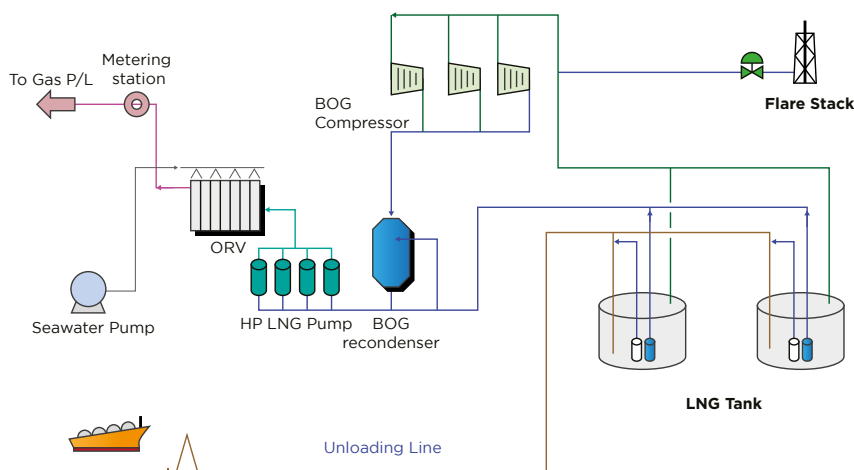 Metering
station
To Gas P/L
BOG
Compressor
Flare Stack
ORV
Seawater Pump
HP LNG Pump
BOG
recondenser
LNG Tank
Unloading Line